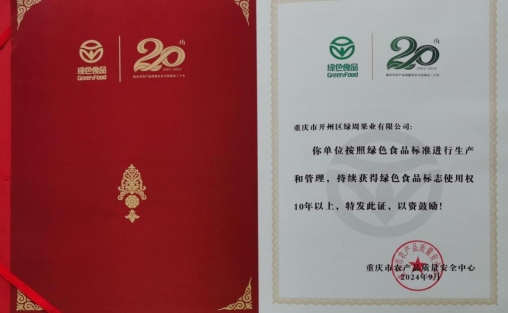 绿色食品
GreenFood
20
绿色食品
GreenFood
20
重庆市开州区绿周果业有限公司:
你单位按照绿色食品标准进行生产
和管理,持续获得绿色食品标志使用权
10年以上,特发此证,以资鼓励!
重庆市农产品质量安全中心
2024年9月